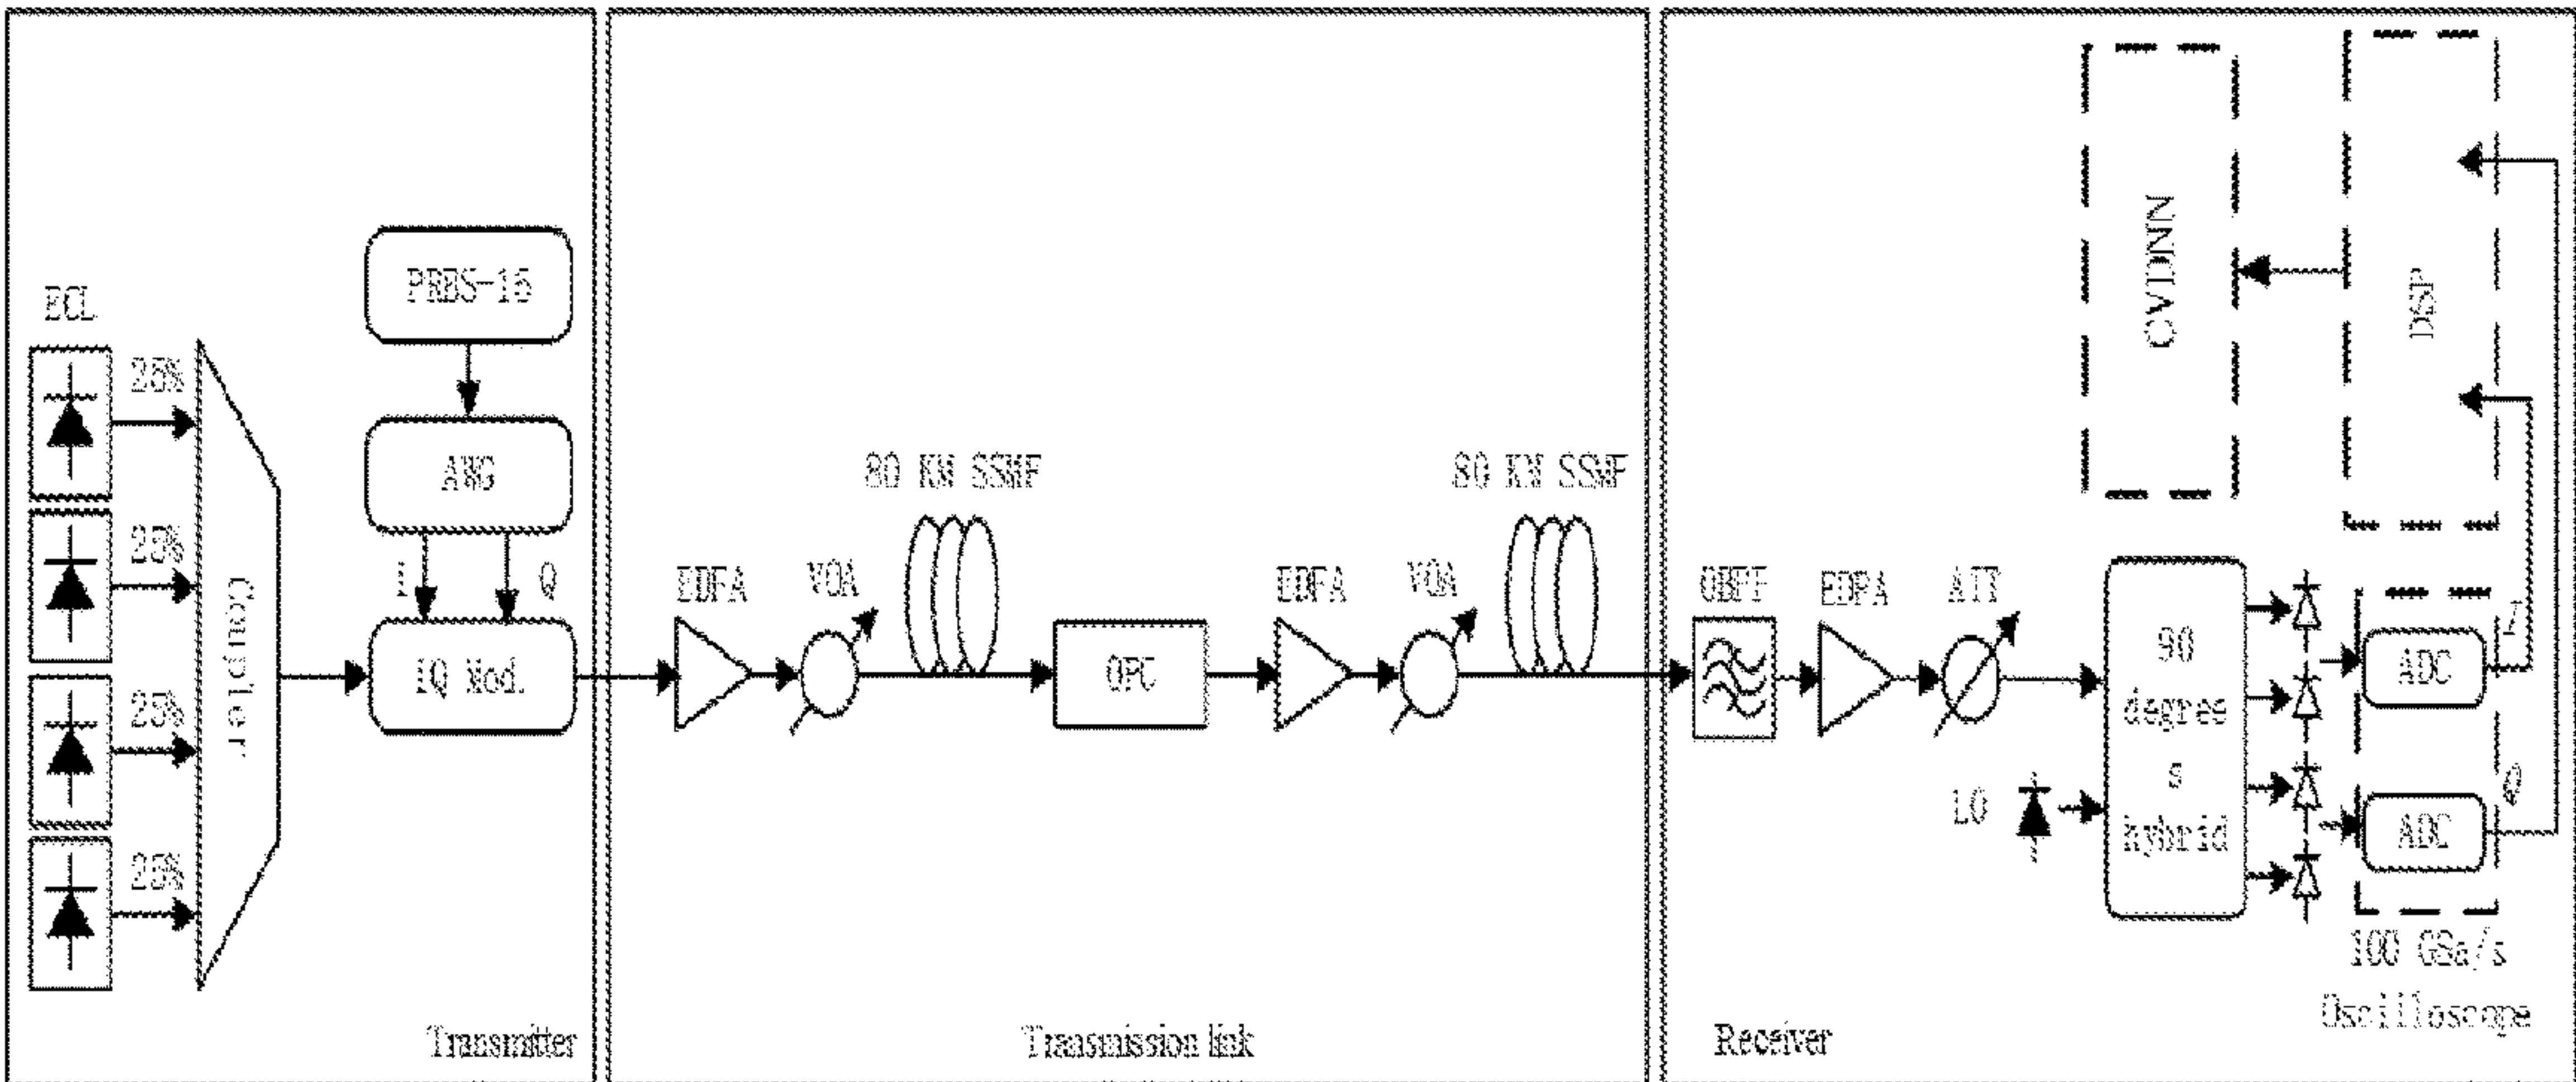 ECL
25%
25%
25%
25%
Coupler
PRBS-16
AWG
I
Q
IQ Mod.
Transmitter
EDFA
VOA
80 KM SSMF
OPC
EDFA
VOA
80 KM SSMF
Transmission link
OBPF
EDFA
ATT
LO
90
degree
s
hybrid
CVDNN
DSP
ADC
I
ADC
Q
100 GSa/s
Oscilloscope
Receiver